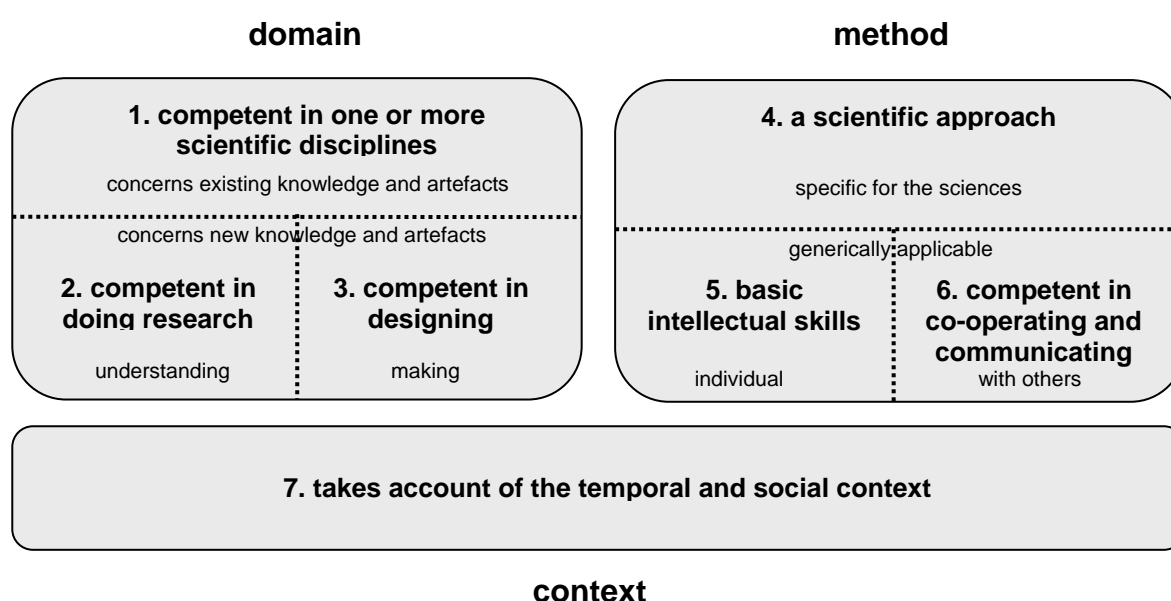 domain
method
1. competent in one or more
scientific disciplines
concerns existing knowledge and artefacts
concerns new knowledge and artefacts
2. competent in
doing research
understanding
3. competent in
designing
making
4. a scientific approach
specific for the sciences
generically applicable
5. basic
intellectual skills
individual
6. competent in
co-operating and
communicating
with others
7. takes account of the temporal and social context
context